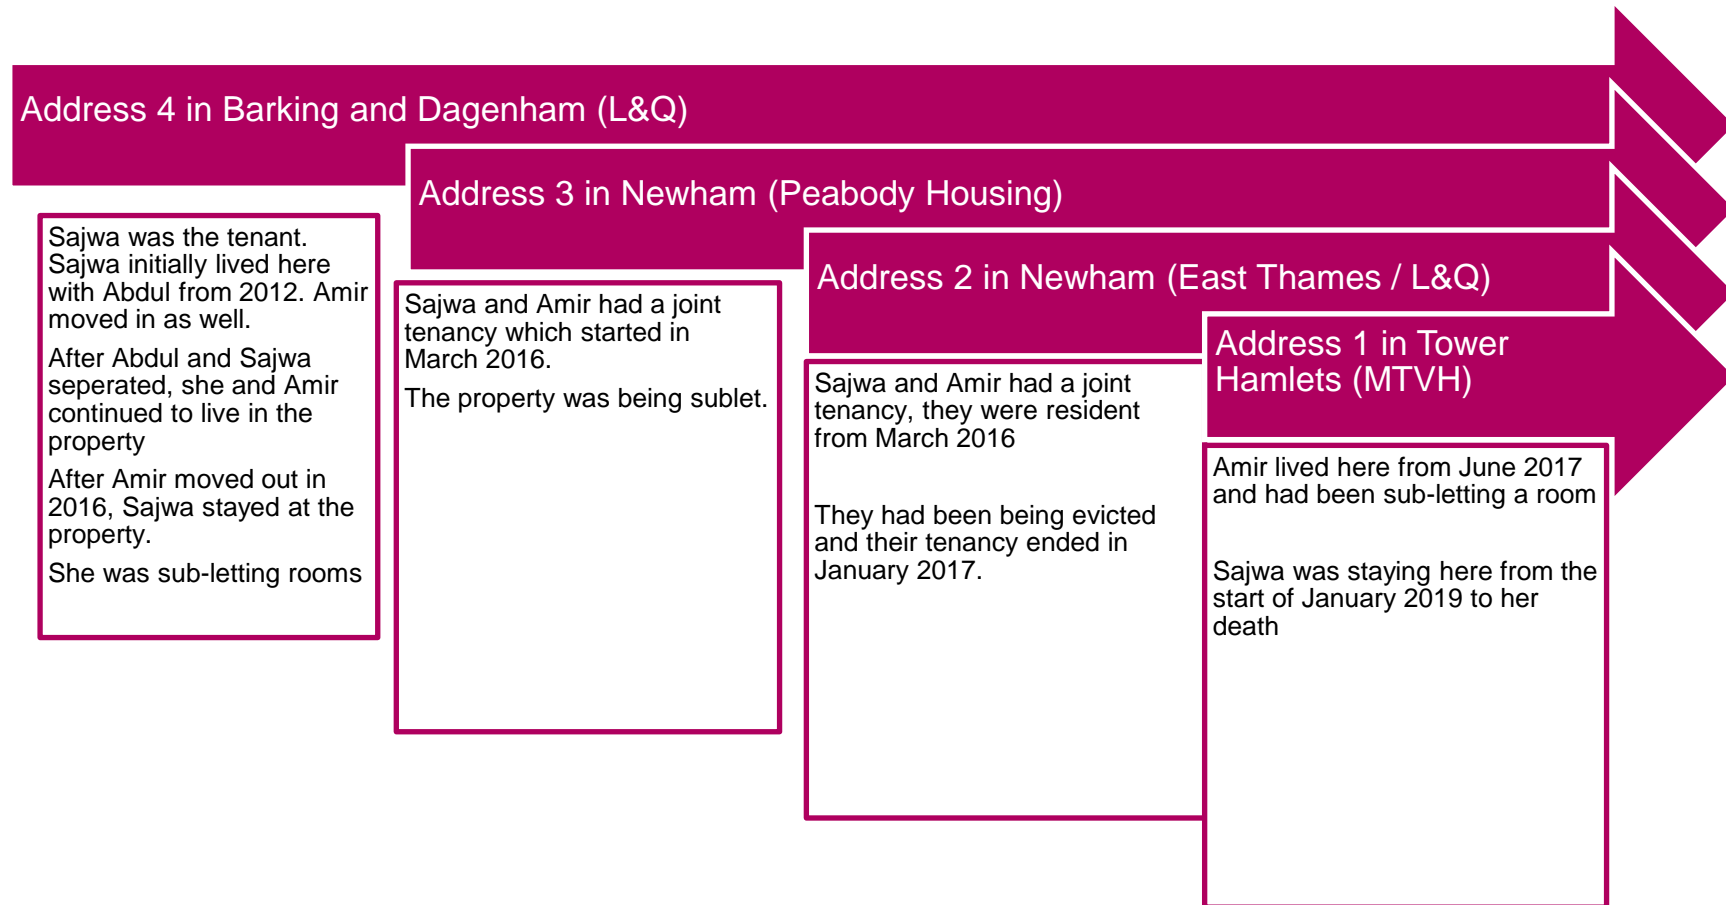 Address 4 in Barking and Dagenham (L&Q)
Sajwa was the tenant.
Sajwa initially lived here
with Abdul from 2012. Amir
moved in as well.
After Abdul and Sajwa
seperated, she and Amir
continued to live in the
property
After Amir moved out in
2016, Sajwa stayed at the
property.
She was sub-letting rooms
Address 3 in Newham (Peabody Housing)
Sajwa and Amir had a joint
tenancy which started in
March 2016.
The property was being sublet.
Address 2 in Newham (East Thames / L&Q)
Sajwa and Amir had a joint
tenancy, they were resident
from March 2016
They had been being evicted
and their tenancy ended in
January 2017.
Address 1 in Tower
Hamlets (MTVH)
Amir lived here from June 2017
and had been sub-letting a room
Sajwa was staying here from the
start of January 2019 to her
death